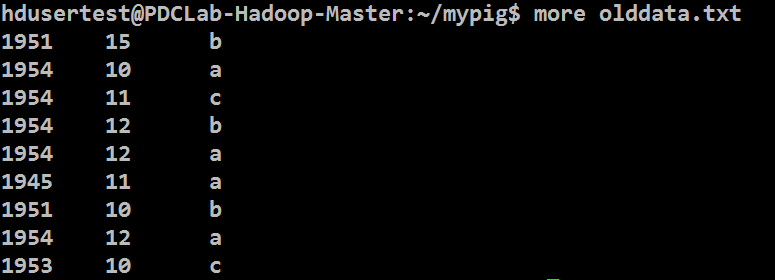 hdusertest@PDCLab-Hadoop-Master:~/mypig$ more olddata.txt
1951    15      b
1954    10      a
1954    11      c
1954    12      b
1954    12      a
1945    11      a
1951    10      b
1954    12      a
1953    10      c